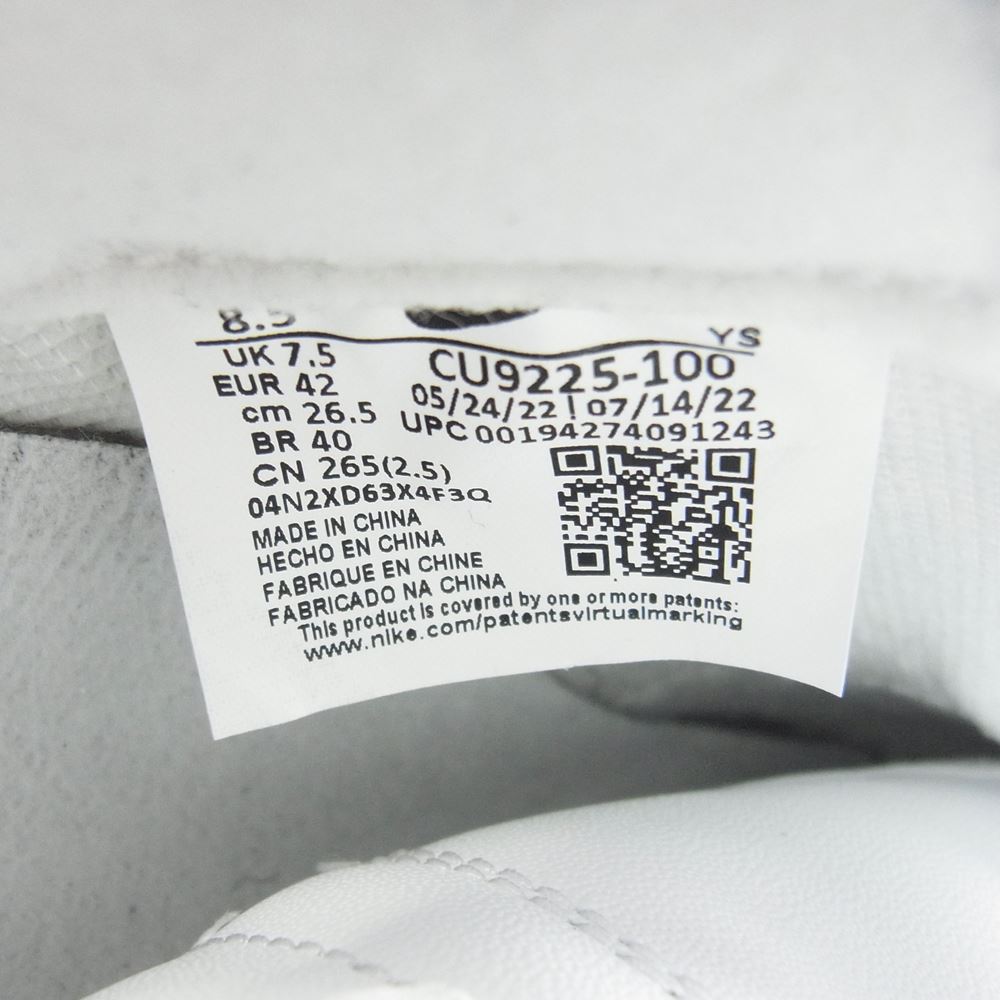 8.5
YS
UK 7.5
EUR 42
cm 26.5
BR 40
CN 265(2.5)
CU9225-100
05/24/22 | 07/14/22
UPC 00194274091243
04N2XD63X4F3Q
MADE IN CHINA
HECHO EN CHINA
FABRIQUE EN CHINE
FABRICADO NA CHINA
This product is covered by one or more patents:
www.nike.com/patentsvirtualmarking